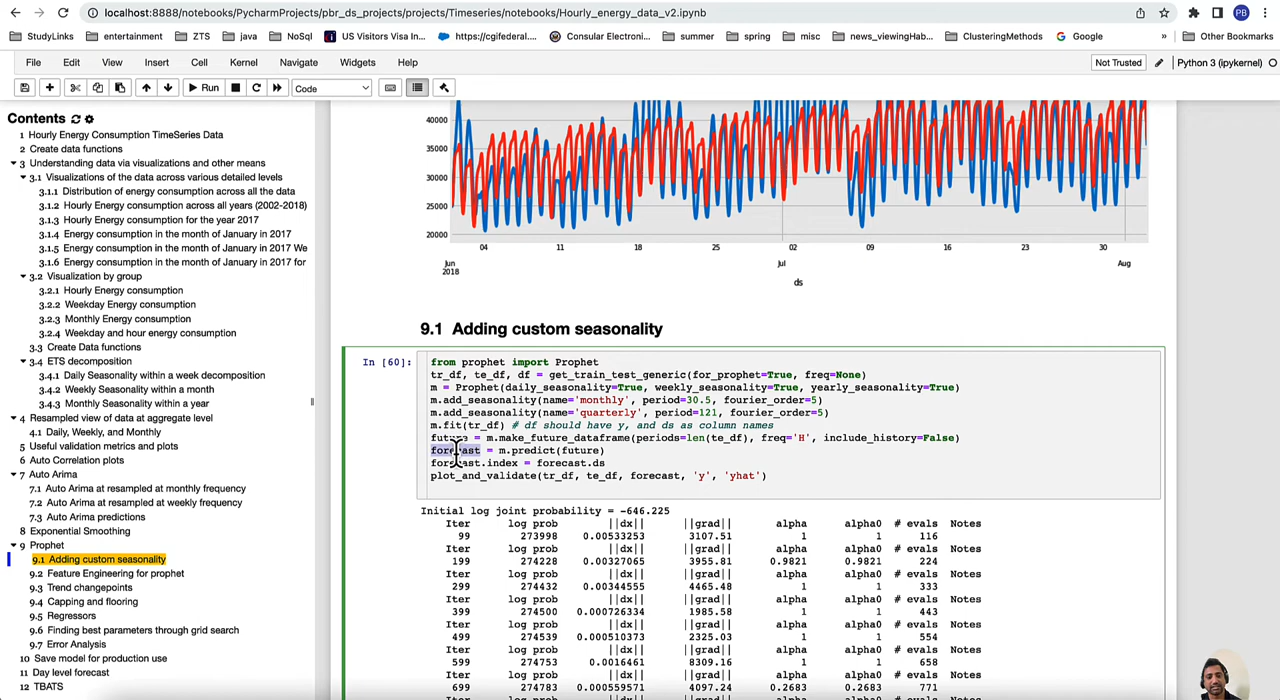 localhost:8888/notebooks/PycharmProjects/pbr_ds_projects/projects/Timeseries/notebooks/Hourly_energy_data_v2.ipynb PB
StudyLinks entertainment ZTS java NoSql US Visitors Visa In... https://cgifederal.... Consular Electronic... summer spring misc news_viewingHab... ClusteringMethods Google » Other Bookmarks
File Edit View Insert Cell Kernel Navigate Widgets Help Not Trusted Python 3 (ipykernel)
Run Code
Contents
1 Hourly Energy Consumption TimeSeries Data
2 Create data functions
3 Understanding data via visualizations and other means
3.1 Visualizations of the data across various detailed levels
3.1.1 Distribution of energy consumption across all the data
3.1.2 Hourly Energy consumption across all years (2002-2018)
3.1.3 Hourly Energy consumption for the year 2017
3.1.4 Energy consumption in the month of January in 2017
3.1.5 Energy consumption in the month of January in 2017 We
3.1.6 Energy consumption in the month of January in 2017 for
3.2 Visualization by group
3.2.1 Hourly Energy consumption
3.2.2 Weekday Energy consumption
3.2.3 Monthly Energy consumption
3.2.4 Weekday and hour energy consumption
3.3 Create Data functions
3.4 ETS decomposition
3.4.1 Daily Seasonality within a week decomposition
3.4.2 Weekly Seasonality within a month
3.4.3 Monthly Seasonality within a year
4 Resampled view of data at aggregate level
4.1 Daily, Weekly, and Monthly
5 Useful validation metrics and plots
6 Auto Correlation plots
7 Auto Arima
7.1 Auto Arima at resampled at monthly frequency
7.2 Auto Arima at resampled at weekly frequency
7.3 Auto Arima predictions
8 Exponential Smoothing
9 Prophet
9.1 Adding custom seasonality
9.2 Feature Engineering for prophet
9.3 Trend changepoints
9.4 Capping and flooring
9.5 Regressors
9.6 Finding best parameters through grid search
9.7 Error Analysis
10 Save model for production use
11 Day level forecast
12 TBATS
40000
35000
30000
25000
20000
04 11 18 25 02 09 16 23 30
Jun Jul Aug
2018
ds
9.1 Adding custom seasonality
In [60]: from prophet import Prophet
tr_df, te_df, df = get_train_test_generic(for_prophet=True, freq=None)
m = Prophet(daily_seasonality=True, weekly_seasonality=True, yearly_seasonality=True)
m.add_seasonality(name='monthly', period=30.5, fourier_order=5)
m.add_seasonality(name='quarterly', period=121, fourier_order=5)
m.fit(tr_df) # df should have y, and ds as column names
future = m.make_future_dataframe(periods=len(te_df), freq='H', include_history=False)
forecast = m.predict(future)
forecast.index = forecast.ds
plot_and_validate(tr_df, te_df, forecast, 'y', 'yhat')
Initial log joint probability = -646.225
Iter log prob ||dx|| ||grad|| alpha alpha0 # evals Notes
99 273998 0.00533253 3107.51 1 1 116
Iter log prob ||dx|| ||grad|| alpha alpha0 # evals Notes
199 274228 0.00327065 3955.81 0.9821 0.9821 224
Iter log prob ||dx|| ||grad|| alpha alpha0 # evals Notes
299 274432 0.00344555 4465.48 1 1 333
Iter log prob ||dx|| ||grad|| alpha alpha0 # evals Notes
399 274500 0.000726334 1985.58 1 1 443
Iter log prob ||dx|| ||grad|| alpha alpha0 # evals Notes
499 274539 0.000510373 2325.03 1 1 554
Iter log prob ||dx|| ||grad|| alpha alpha0 # evals Notes
599 274753 0.0016461 8309.16 1 1 658
Iter log prob ||dx|| ||grad|| alpha alpha0 # evals Notes
699 274783 0.000559571 4097.24 0.2683 0.2683 771